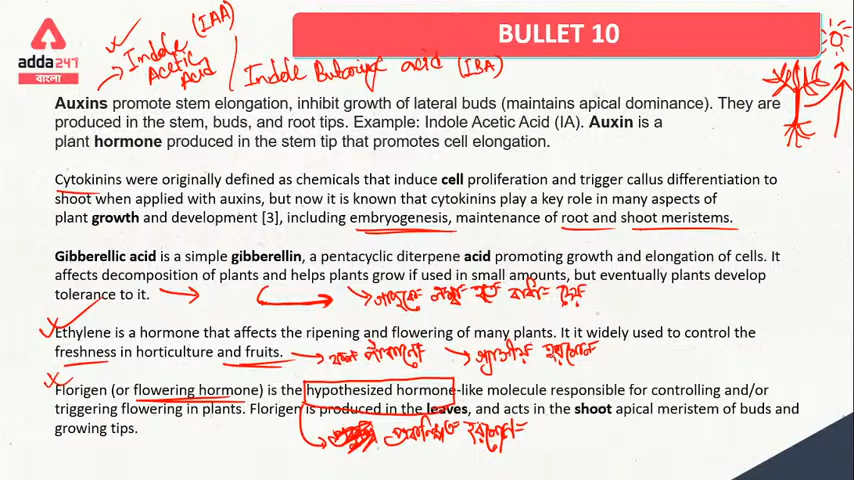 BULLET 10
adda247
বাংলা
Indole Acetic Acid (IAA)
Indole Butaric acid (IBA)
Auxins promote stem elongation, inhibit growth of lateral buds (maintains apical dominance). They are
produced in the stem, buds, and root tips. Example: Indole Acetic Acid (IA). Auxin is a
plant hormone produced in the stem tip that promotes cell elongation.
Cytokinins were originally defined as chemicals that induce cell proliferation and trigger callus differentiation to
shoot when applied with auxins, but now it is known that cytokinins play a key role in many aspects of
plant growth and development [3], including embryogenesis, maintenance of root and shoot meristems.
Gibberellic acid is a simple gibberellin, a pentacyclic diterpene acid promoting growth and elongation of cells. It
affects decomposition of plants and helps plants grow if used in small amounts, but eventually plants develop
tolerance to it.
গাছকে লম্বা হতে
Ethylene is a hormone that affects the ripening and flowering of many plants. It it widely used to control the
freshness in horticulture and fruits.
ফল পাকানো
গ্যাসীয় হরমোন
Florigen (or flowering hormone) is the hypothesized hormone-like molecule responsible for controlling and/or
triggering flowering in plants. Florigen is produced in the leaves, and acts in the shoot apical meristem of buds and
growing tips.
প্রকল্পিত হরমোন